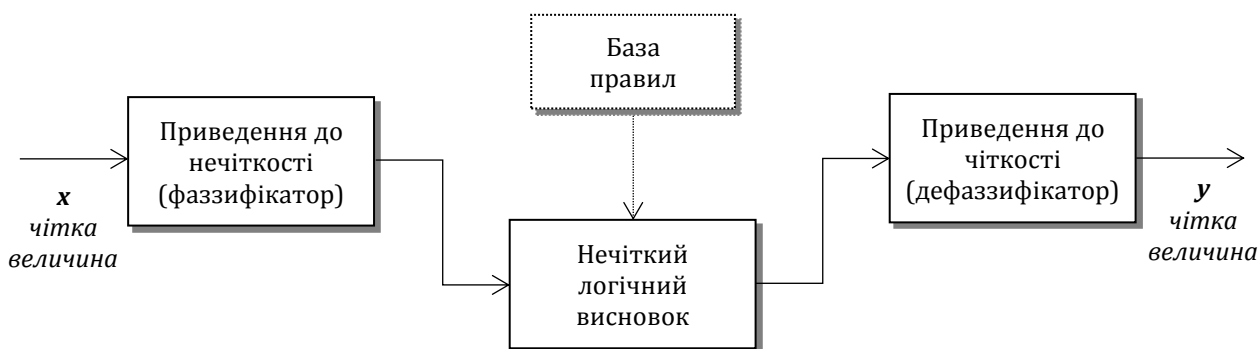 База
правил
Приведення до
нечіткості
(фаззифікатор)
Приведення до
чіткості
(дефаззифікатор)
x
чітка
величина
y
чітка
величина
Нечіткий
логічний
висновок